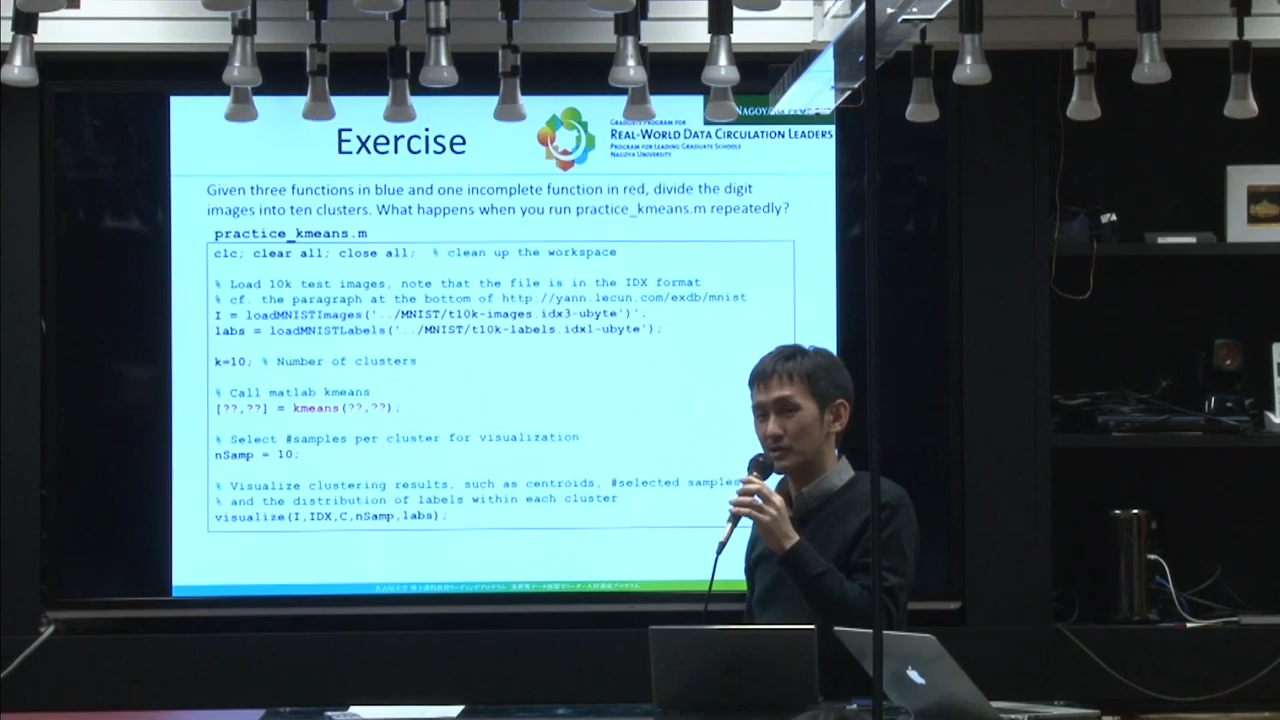 Exercise
GRADUATE PROGRAM FOR
REAL-WORLD DATA CIRCULATION LEADERS
PROGRAM FOR LEADING GRADUATE SCHOOLS
NAGOYA UNIVERSITY
Given three functions in blue and one incomplete function in red, divide the digit
images into ten clusters. What happens when you run practice_kmeans.m repeatedly?
practice_kmeans.m
clc; clear all; close all; % clean up the workspace
% Load 10k test images, note that the file is in the IDX format
% cf. the paragraph at the bottom of http://yann.lecun.com/exdb/mnist
I = loadMNISTImages('../MNIST/t10k-images.idx3-ubyte')';
labs = loadMNISTLabels('../MNIST/t10k-labels.idx1-ubyte');
k=10; % Number of clusters
% Call matlab kmeans
[??,??] = kmeans(??,??);
% Select #samples per cluster for visualization
nSamp = 10;
% Visualize clustering results, such as centroids, #selected samples
% and the distribution of labels within each cluster
visualize(I,IDX,C,nSamp,labs);